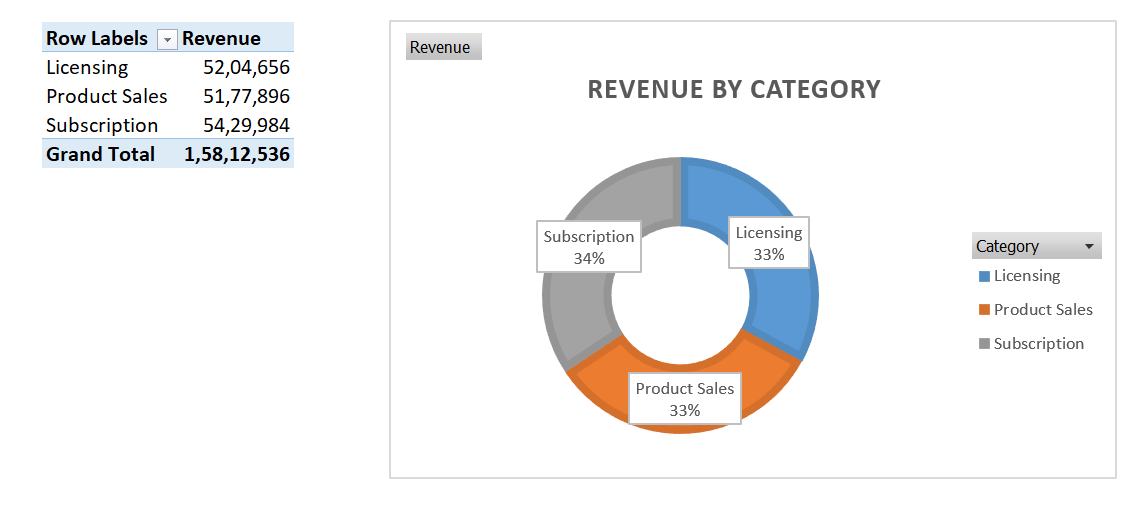 Row Labels Revenue
Licensing 52,04,656
Product Sales 51,77,896
Subscription 54,29,984
Grand Total 1,58,12,536
Revenue
REVENUE BY CATEGORY
Subscription
34%
Licensing
33%
Product Sales
33%
Category
Licensing
Product Sales
Subscription